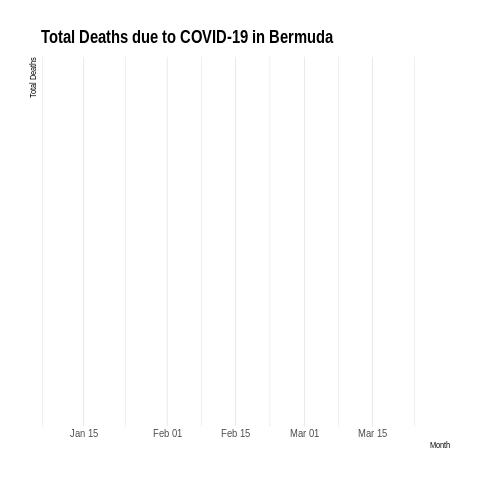 Total Deaths due to COVID-19 in Bermuda
Total Deaths
Jan 15 Feb 01 Feb 15 Mar 01 Mar 15
Month